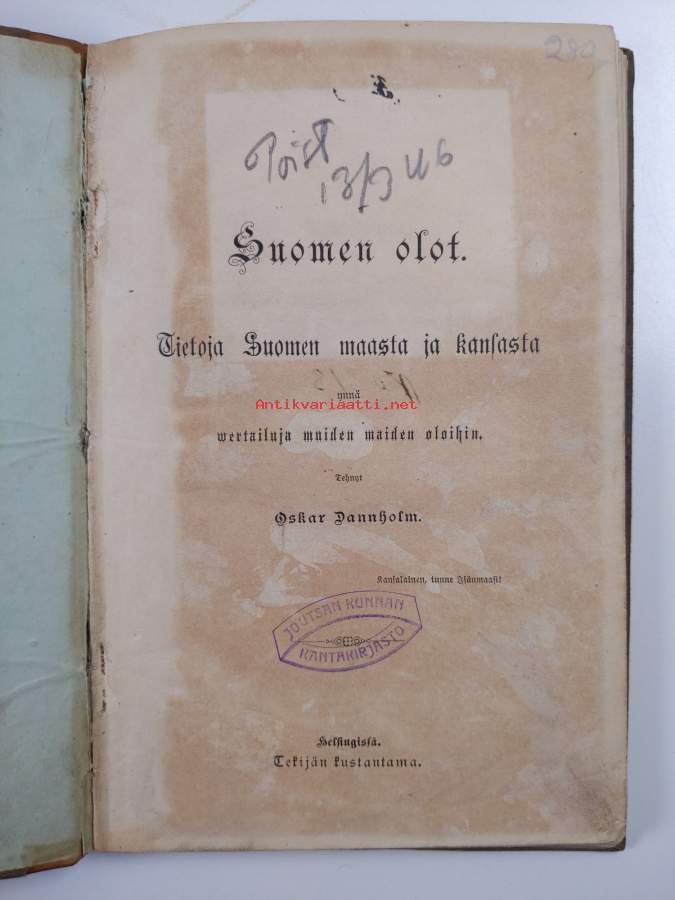 289
Poist
13/3 46
Suomen olot.
Tietoja Suomen maasta ja kansasta
ynnä
Antikvariaatti.net
wertailuja muiden maiden oloihin.
Tehnyt
Oskar Dannholm.
Kansalainen, tunne Isänmaasi!
JOUTSAN KUNNAN
KANTAKIRJASTO
Helsingissä.
Tekijän kustantama.